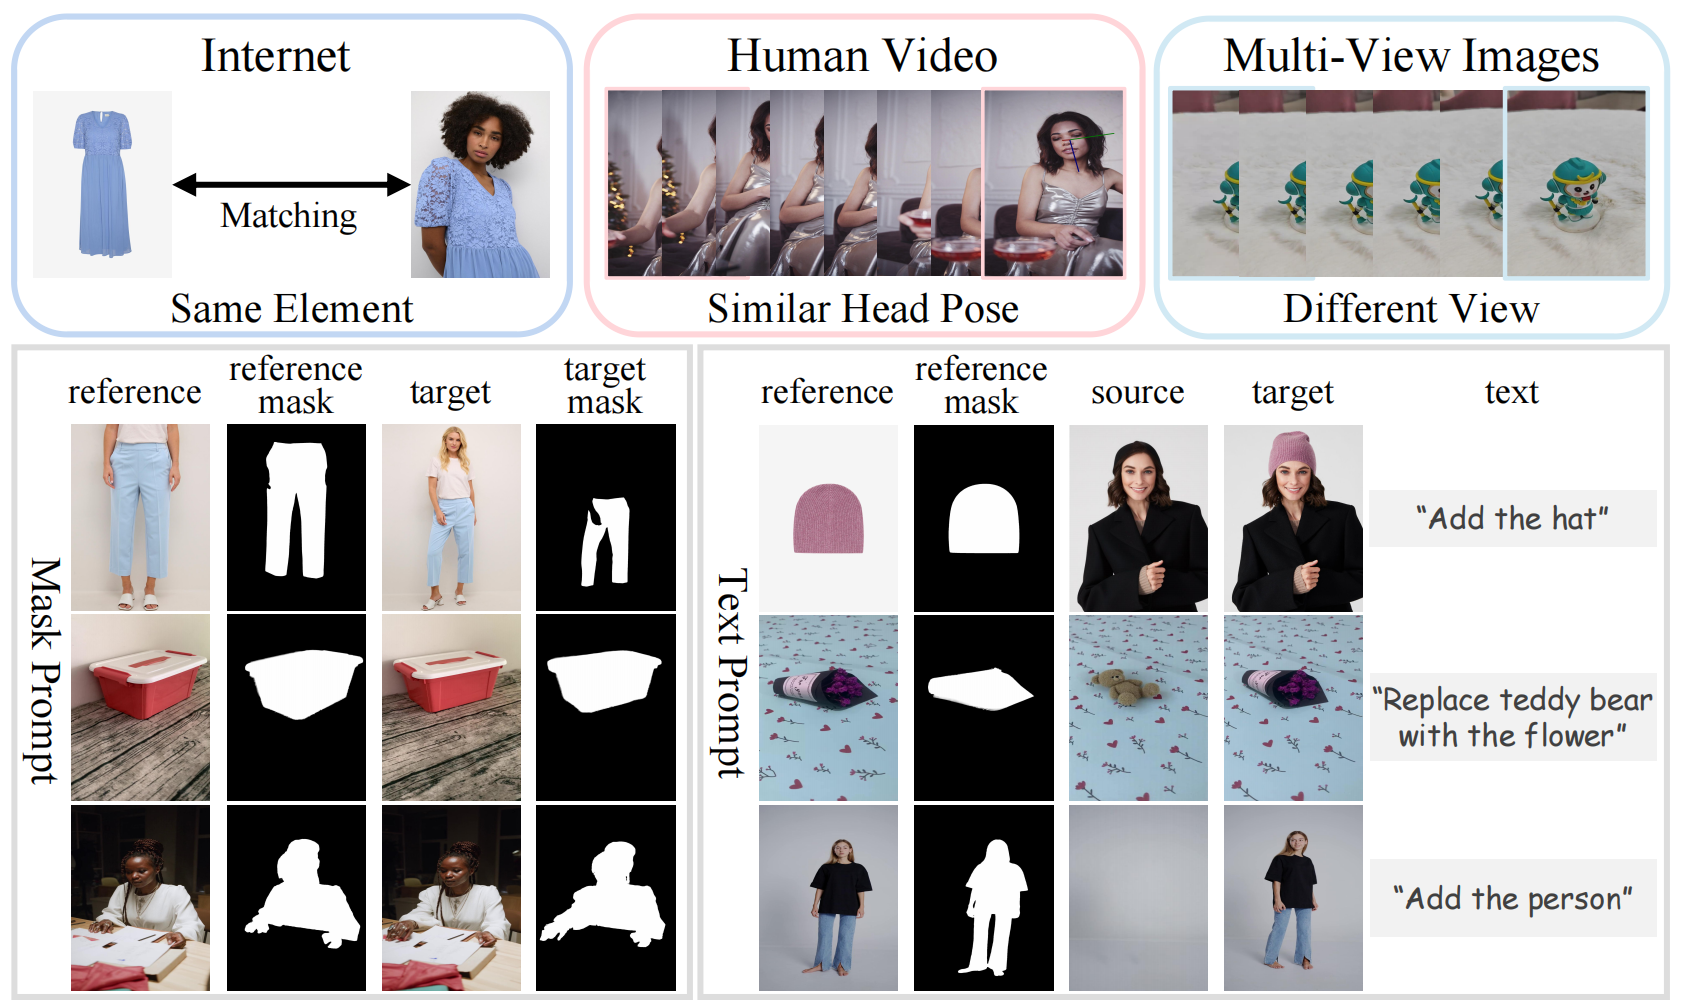 Internet
Matching
Same Element
Human Video
Similar Head Pose
Multi-View Images
Different View
Mask Prompt
reference
reference
mask
target
target
mask
Text Prompt
reference
reference
mask
source
target
text
“Add the hat”
“Replace teddy bear
with the flower”
“Add the person”